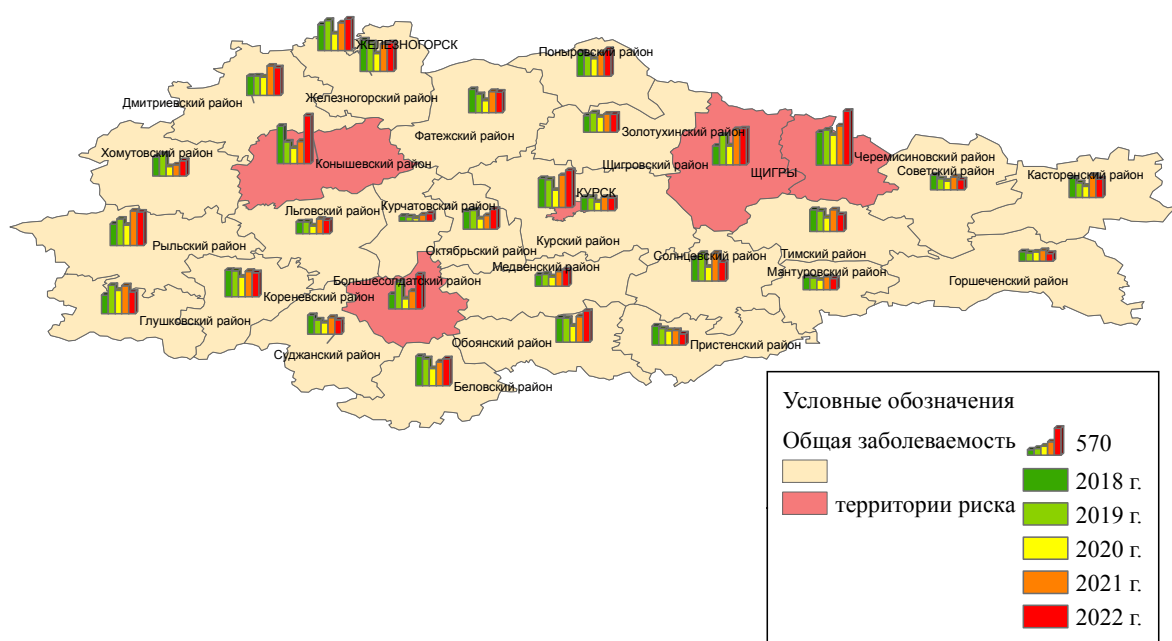 ЖЕЛЕЗНОГОРСК
Поныровский район
Дмитриевский район
Железногорский район
Фатежский район
Золотухинский район
Хомутовский район
Конышевский район
Щигровский район
ЩИГРЫ
Черемисиновский район
Советский район
Касторенский район
Льговский район
Курчатовский район
КУРСК
Рыльский район
Октябрьский район
Курский район
Солнцевский район
Тимский район
Медвенский район
Мантуровский район
Горшеченский район
Большесолдатский район
Кореневский район
Глушковский район
Суджанский район
Обоянский район
Пристенский район
Беловский район
Условные обозначения
Общая заболеваемость
570
территории риска
2018 г.
2019 г.
2020 г.
2021 г.
2022 г.